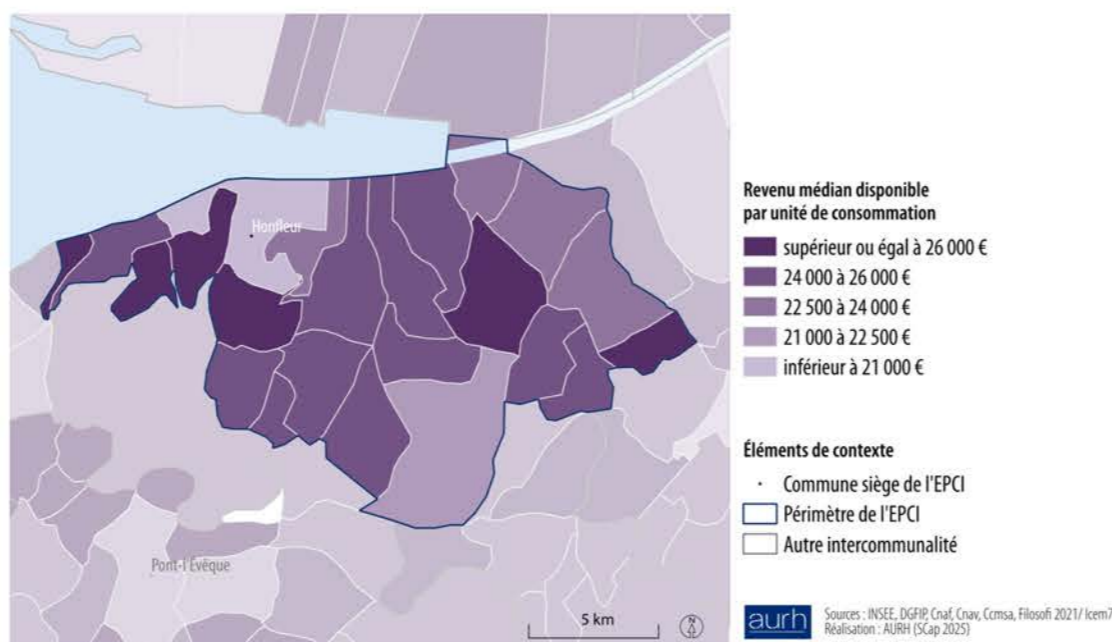 Honfleur
Pont-l'Évêque
5 km
N
Revenu médian disponible
par unité de consommation
supérieur ou égal à 26 000 €
24 000 à 26 000 €
22 500 à 24 000 €
21 000 à 22 500 €
inférieur à 21 000 €
Éléments de contexte
Commune siège de l'EPCI
Périmètre de l'EPCI
Autre intercommunalité
aurh
Sources : INSEE, DGFIP, Cnaf, Cnav, Ccmsa, Filosofi 2021/ Icem7
Réalisation : AURH (SCap 2025)